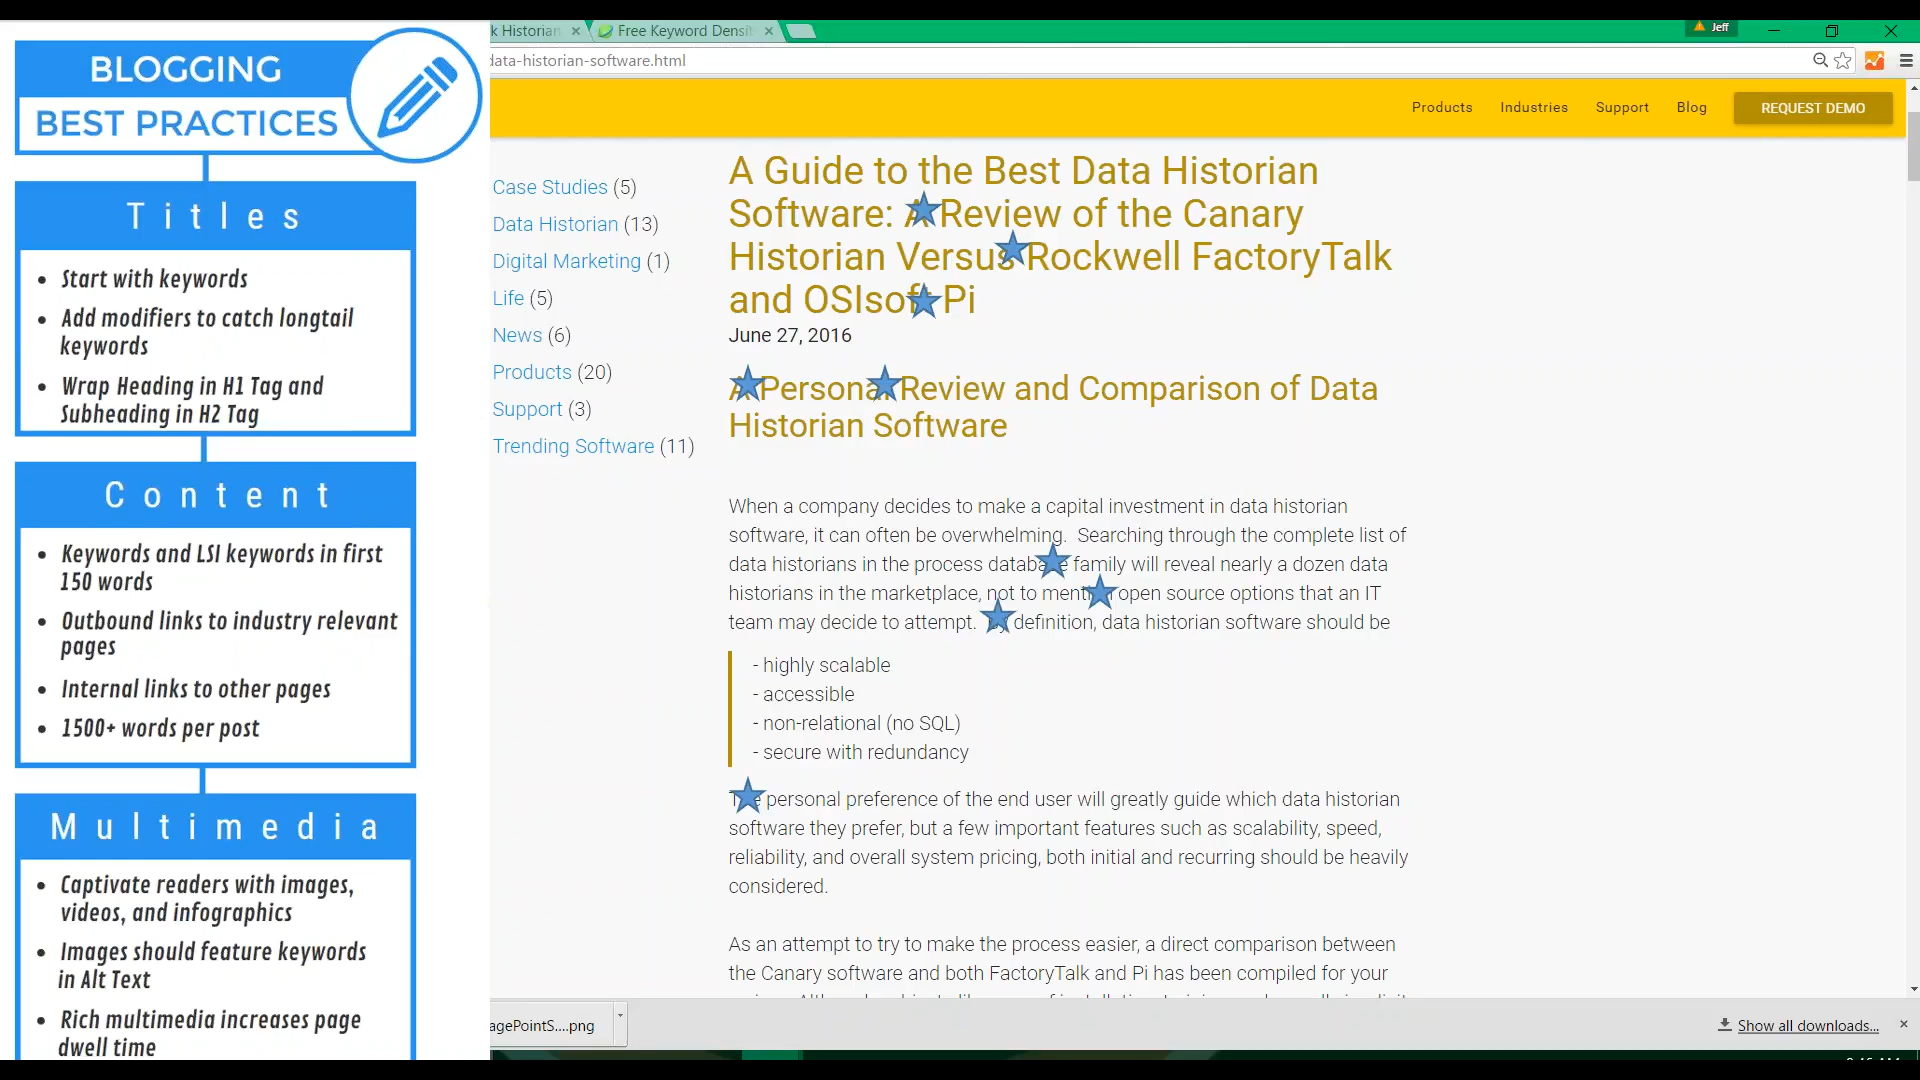 BLOGGING
BEST PRACTICES
Titles
Start with keywords
Add modifiers to catch longtail
keywords
Wrap Heading in H1 Tag and
Subheading in H2 Tag
Content
Keywords and LSI keywords in first
150 words
Outbound links to industry relevant
pages
Internal links to other pages
1500+ words per post
Multimedia
Captivate readers with images,
videos, and infographics
Images should feature keywords
in Alt Text
Rich multimedia increases page
dwell time
k Historian
Free Keyword Densit
Jeff
data-historian-software.html
Products Industries Support Blog REQUEST DEMO
Case Studies (5)
Data Historian (13)
Digital Marketing (1)
Life (5)
News (6)
Products (20)
Support (3)
Trending Software (11)
A Guide to the Best Data Historian
Software: A Review of the Canary
Historian Versus Rockwell FactoryTalk
and OSIsoft Pi
June 27, 2016
A Personal Review and Comparison of Data
Historian Software
When a company decides to make a capital investment in data historian
software, it can often be overwhelming. Searching through the complete list of
data historians in the process database family will reveal nearly a dozen data
historians in the marketplace, not to mention open source options that an IT
team may decide to attempt. By definition, data historian software should be
- highly scalable
- accessible
- non-relational (no SQL)
- secure with redundancy
The personal preference of the end user will greatly guide which data historian
software they prefer, but a few important features such as scalability, speed,
reliability, and overall system pricing, both initial and recurring should be heavily
considered.
As an attempt to try to make the process easier, a direct comparison between
the Canary software and both FactoryTalk and Pi has been compiled for your
agePointS....png
Show all downloads...